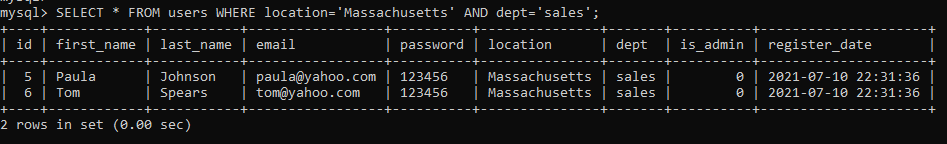 mysql> SELECT * FROM users WHERE location='Massachusetts' AND dept='sales';
+----+------------+-----------+-----------------+----------+---------------+-------+----------+---------------------+
| id | first_name | last_name | email           | password | location      | dept  | is_admin | register_date       |
+----+------------+-----------+-----------------+----------+---------------+-------+----------+---------------------+
|  5 | Paula      | Johnson   | paula@yahoo.com | 123456   | Massachusetts | sales |        0 | 2021-07-10 22:31:36 |
|  6 | Tom        | Spears    | tom@yahoo.com   | 123456   | Massachusetts | sales |        0 | 2021-07-10 22:31:36 |
+----+------------+-----------+-----------------+----------+---------------+-------+----------+---------------------+
2 rows in set (0.00 sec)